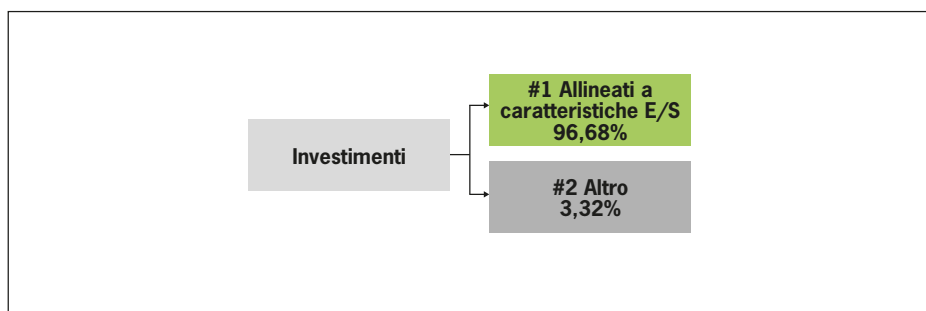 Investimenti
#1 Allineati a
caratteristiche E/S
96,68%
#2 Altro
3,32%